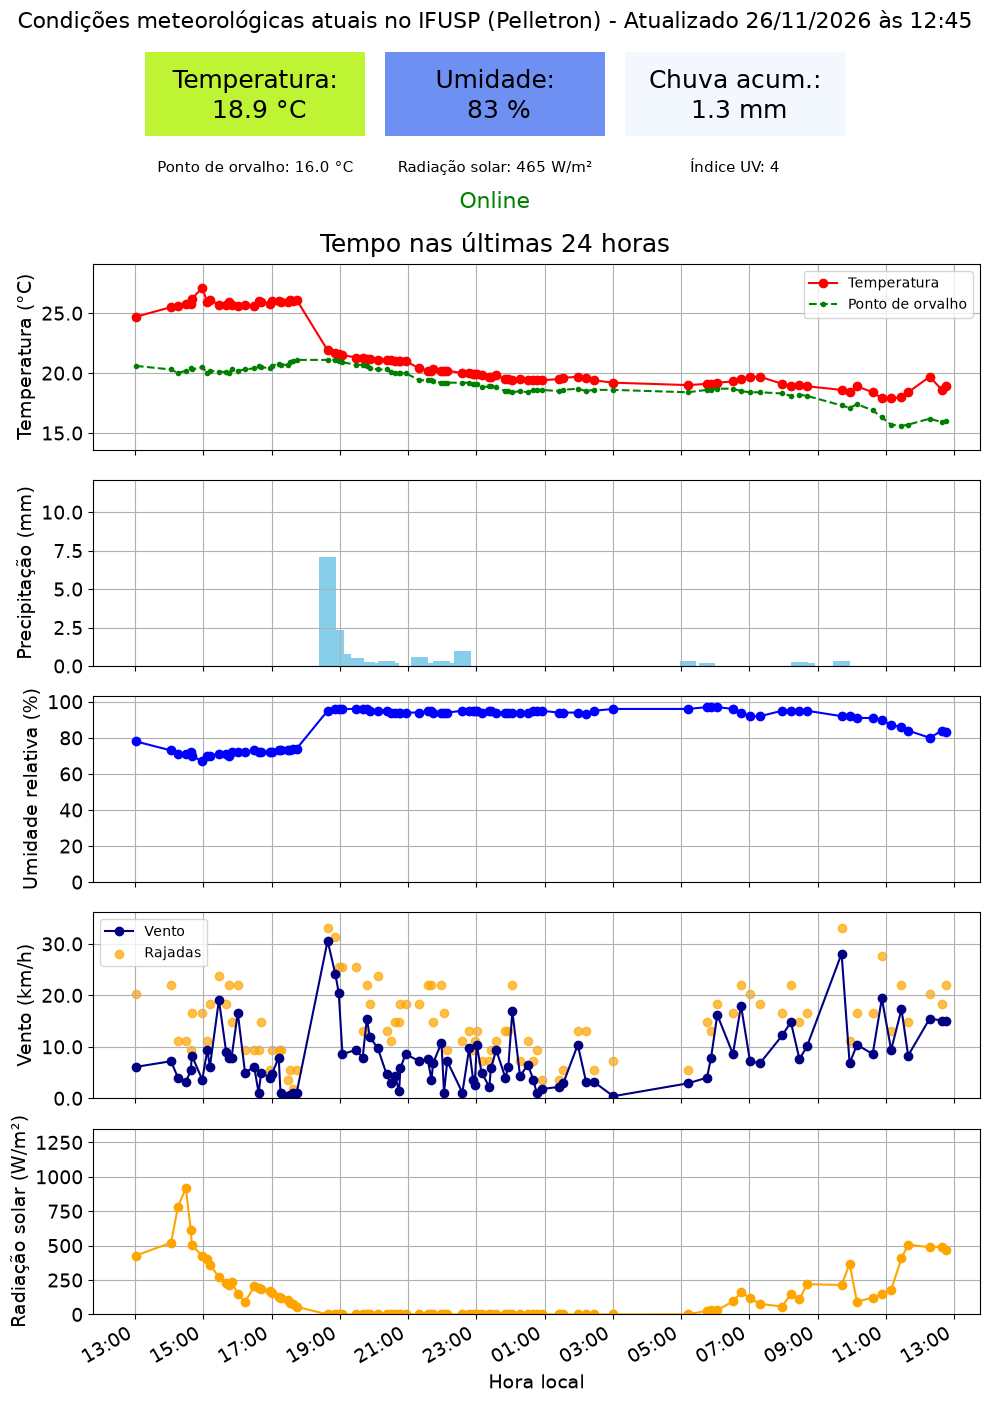 Condições meteorológicas atuais no IFUSP (Pelletron) - Atualizado 26/11/2026 às 12:45
Temperatura:
18.9 °C
Umidade:
83 %
Chuva acum.:
1.3 mm
Ponto de orvalho: 16.0 °C
Radiação solar: 465 W/m²
Índice UV: 4
Online
Tempo nas últimas 24 horas
Temperatura (°C)
25.0
20.0
15.0
Temperatura
Ponto de orvalho
Precipitação (mm)
10.0
7.5
5.0
2.5
0.0
Umidade relativa (%)
100
80
60
40
20
0
Vento (km/h)
30.0
20.0
10.0
0.0
Vento
Rajadas
Radiação solar (W/m²)
1250
1000
750
500
250
0
13:00
15:00
17:00
19:00
21:00
23:00
01:00
03:00
05:00
07:00
09:00
11:00
13:00
Hora local